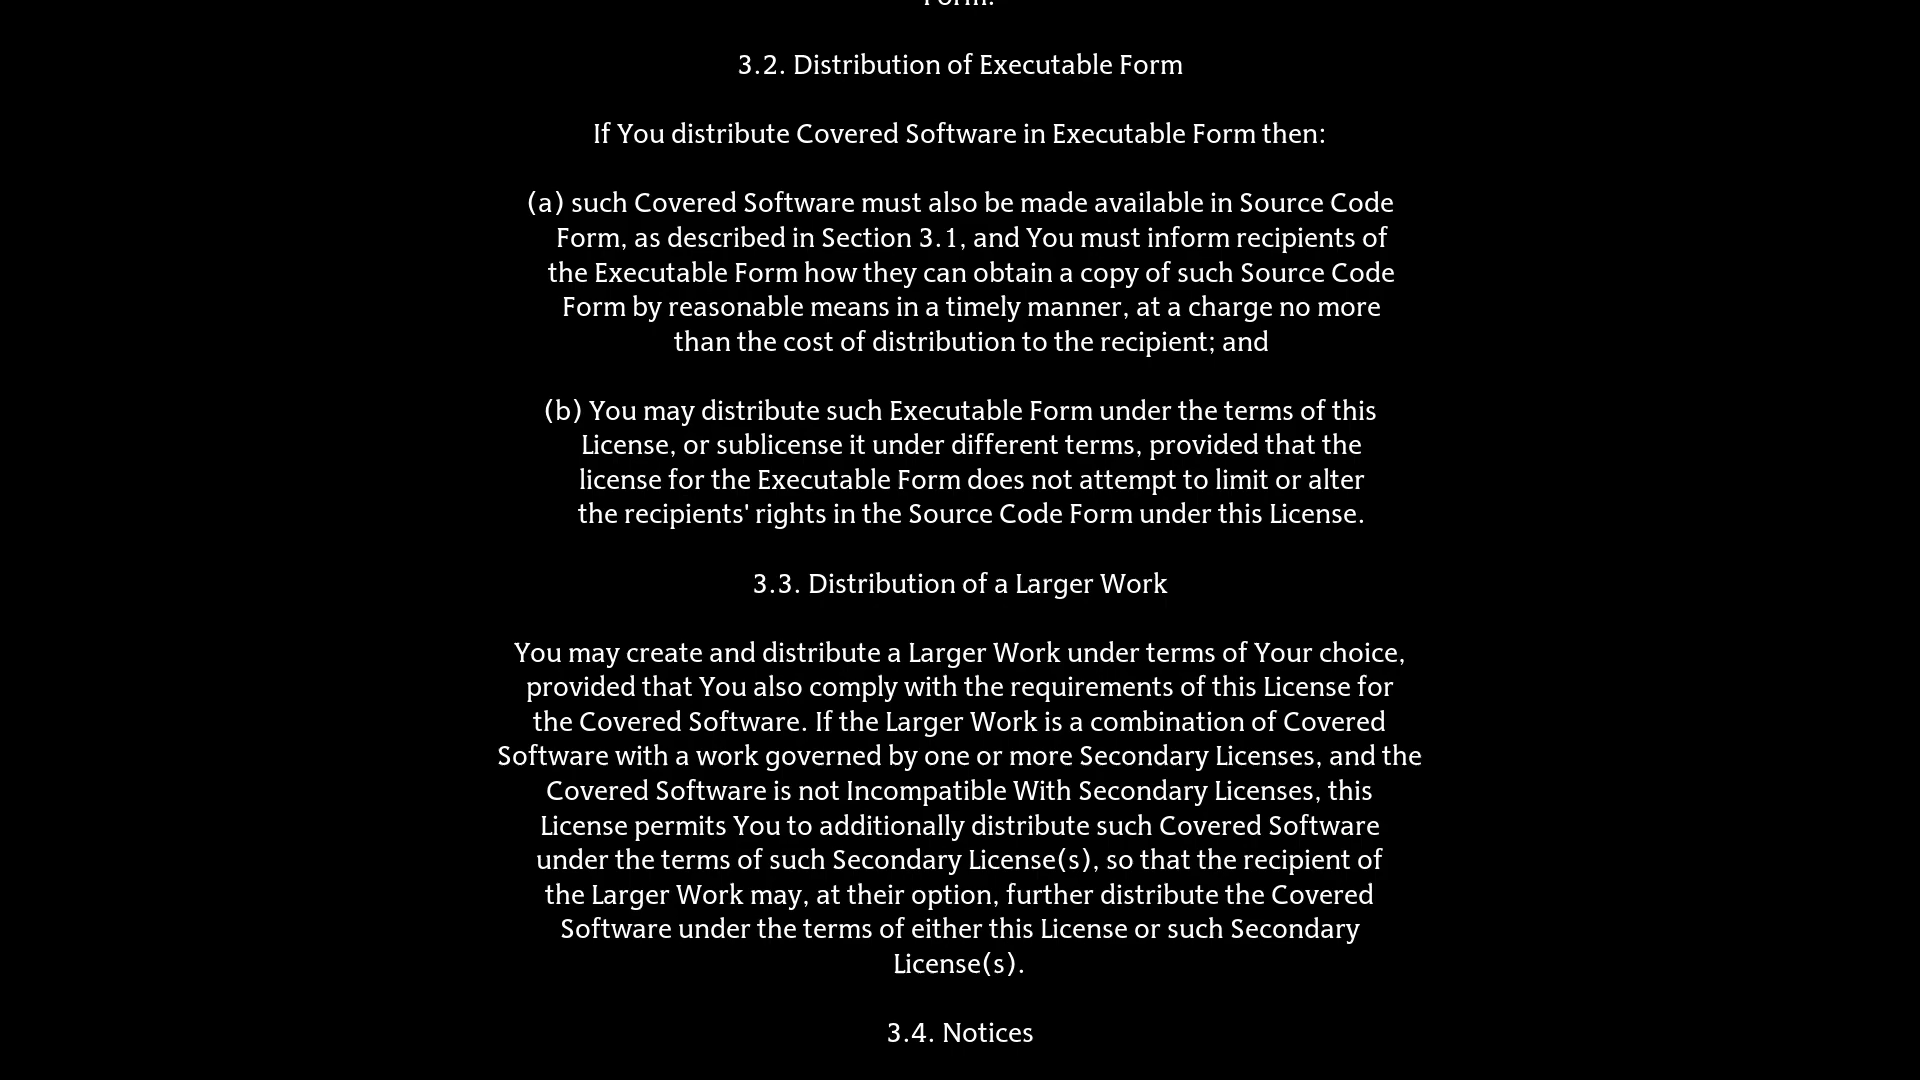 Form.
3.2. Distribution of Executable Form
If You distribute Covered Software in Executable Form then:
(a) such Covered Software must also be made available in Source Code
Form, as described in Section 3.1, and You must inform recipients of
the Executable Form how they can obtain a copy of such Source Code
Form by reasonable means in a timely manner, at a charge no more
than the cost of distribution to the recipient; and
(b) You may distribute such Executable Form under the terms of this
License, or sublicense it under different terms, provided that the
license for the Executable Form does not attempt to limit or alter
the recipients' rights in the Source Code Form under this License.
3.3. Distribution of a Larger Work
You may create and distribute a Larger Work under terms of Your choice,
provided that You also comply with the requirements of this License for
the Covered Software. If the Larger Work is a combination of Covered
Software with a work governed by one or more Secondary Licenses, and the
Covered Software is not Incompatible With Secondary Licenses, this
License permits You to additionally distribute such Covered Software
under the terms of such Secondary License(s), so that the recipient of
the Larger Work may, at their option, further distribute the Covered
Software under the terms of either this License or such Secondary
License(s).
3.4. Notices